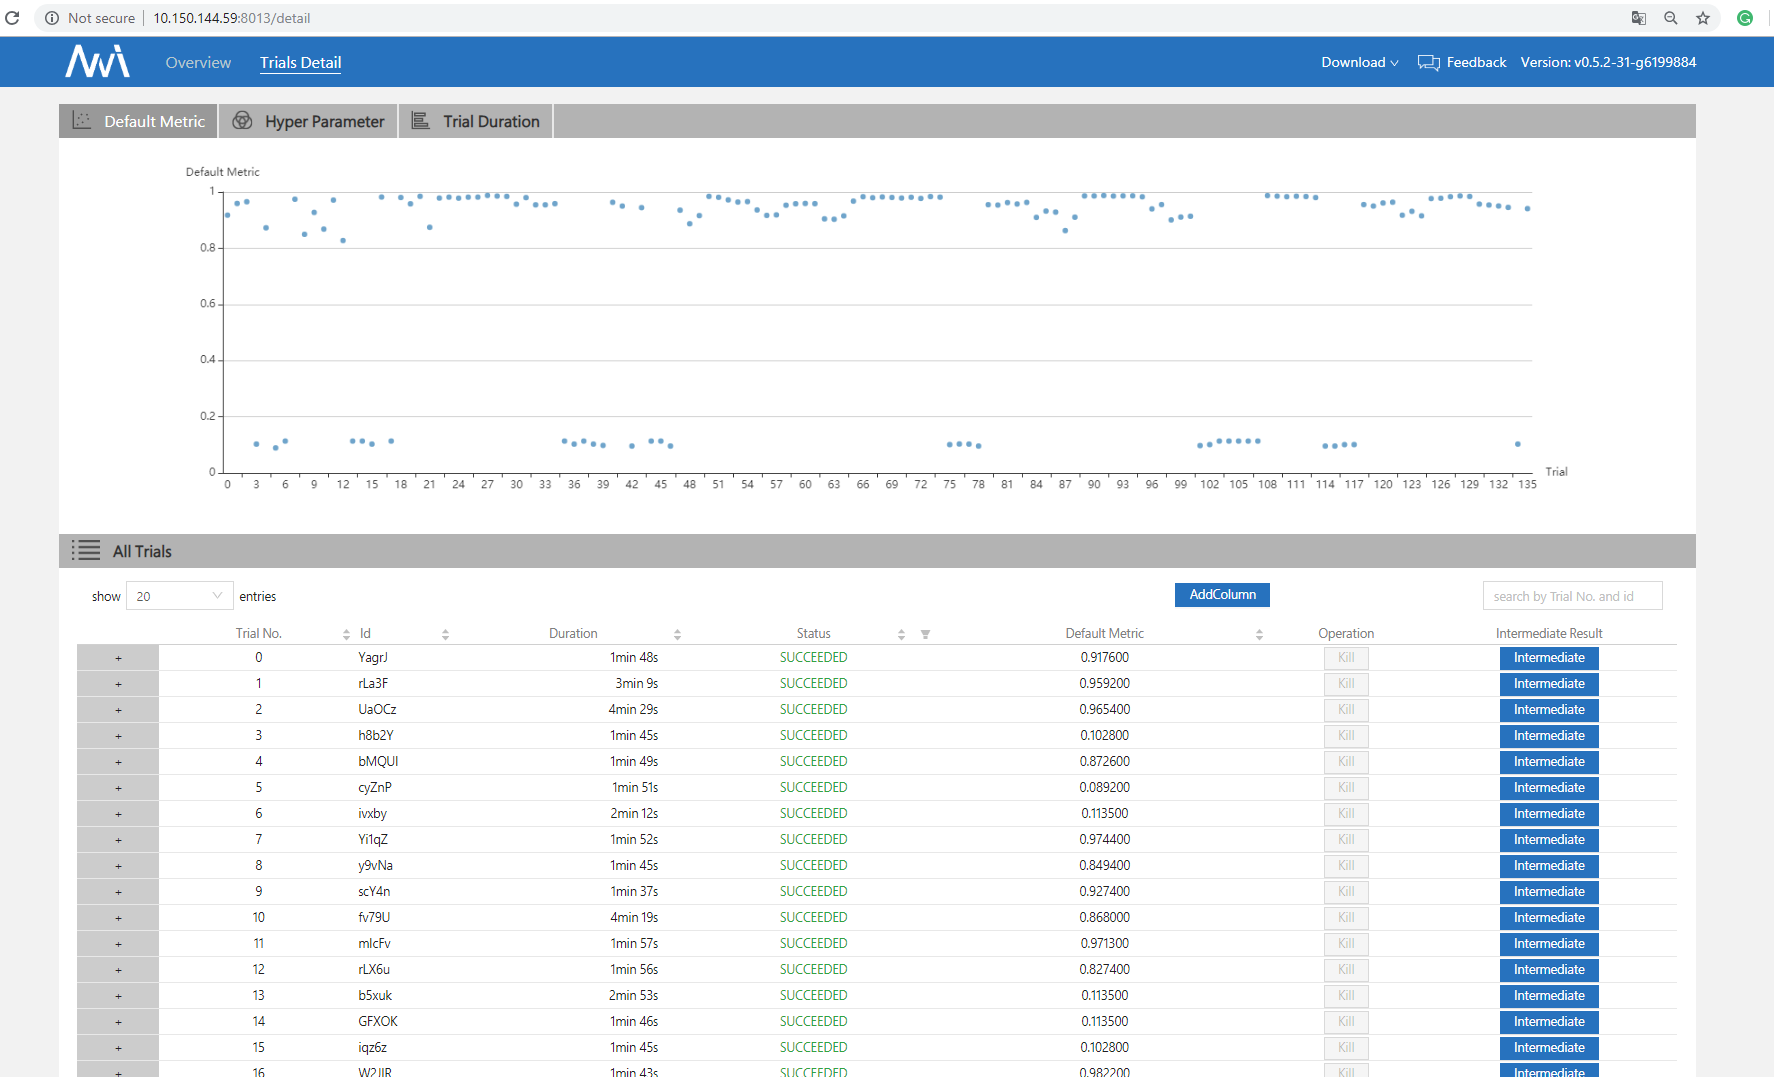 Not secure 10.150.144.59:8013/detail
Overview Trials Detail Download Feedback Version: v0.5.2-31-g6199884
Default Metric Hyper Parameter Trial Duration
Default Metric
1
0.8
0.6
0.4
0.2
0
Trial
0 3 6 9 12 15 18 21 24 27 30 33 36 39 42 45 48 51 54 57 60 63 66 69 72 75 78 81 84 87 90 93 96 99 102 105 108 111 114 117 120 123 126 129 132 135
All Trials
show 20 entries AddColumn search by Trial No. and id
Trial No. Id Duration Status Default Metric Operation Intermediate Result
+ 0 YagrJ 1min 48s SUCCEEDED 0.917600 Kill Intermediate
+ 1 rLa3F 3min 9s SUCCEEDED 0.959200 Kill Intermediate
+ 2 UaOCz 4min 29s SUCCEEDED 0.965400 Kill Intermediate
+ 3 h8b2Y 1min 45s SUCCEEDED 0.102800 Kill Intermediate
+ 4 bMQUI 1min 49s SUCCEEDED 0.872600 Kill Intermediate
+ 5 cyZnP 1min 51s SUCCEEDED 0.089200 Kill Intermediate
+ 6 ivxby 2min 12s SUCCEEDED 0.113500 Kill Intermediate
+ 7 Yi1qZ 1min 52s SUCCEEDED 0.974400 Kill Intermediate
+ 8 y9vNa 1min 45s SUCCEEDED 0.849400 Kill Intermediate
+ 9 scY4n 1min 37s SUCCEEDED 0.927400 Kill Intermediate
+ 10 fv79U 4min 19s SUCCEEDED 0.868000 Kill Intermediate
+ 11 mIcFv 1min 57s SUCCEEDED 0.971300 Kill Intermediate
+ 12 rLX6u 1min 56s SUCCEEDED 0.827400 Kill Intermediate
+ 13 b5xuk 2min 53s SUCCEEDED 0.113500 Kill Intermediate
+ 14 GFXOK 1min 46s SUCCEEDED 0.113500 Kill Intermediate
+ 15 iqz6z 1min 45s SUCCEEDED 0.102800 Kill Intermediate
+ 16 W2JIR 1min 43s SUCCEEDED 0.982200 Kill Intermediate